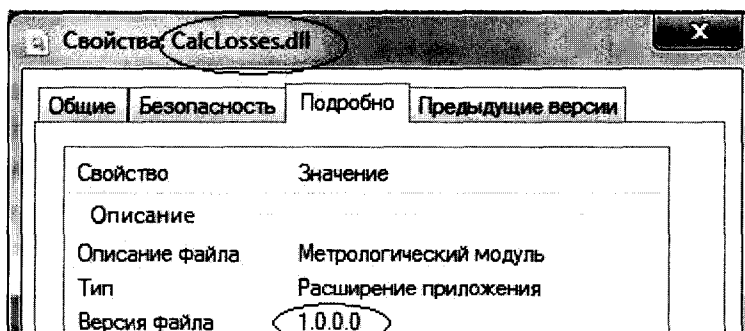 Свойства: CalcLosses.dll
X
Общие Безопасность Подробно Предыдущие версии
Свойство Значение
Описание
Описание файла Метрологический модуль
Тип Расширение приложения
Версия файла 1.0.0.0